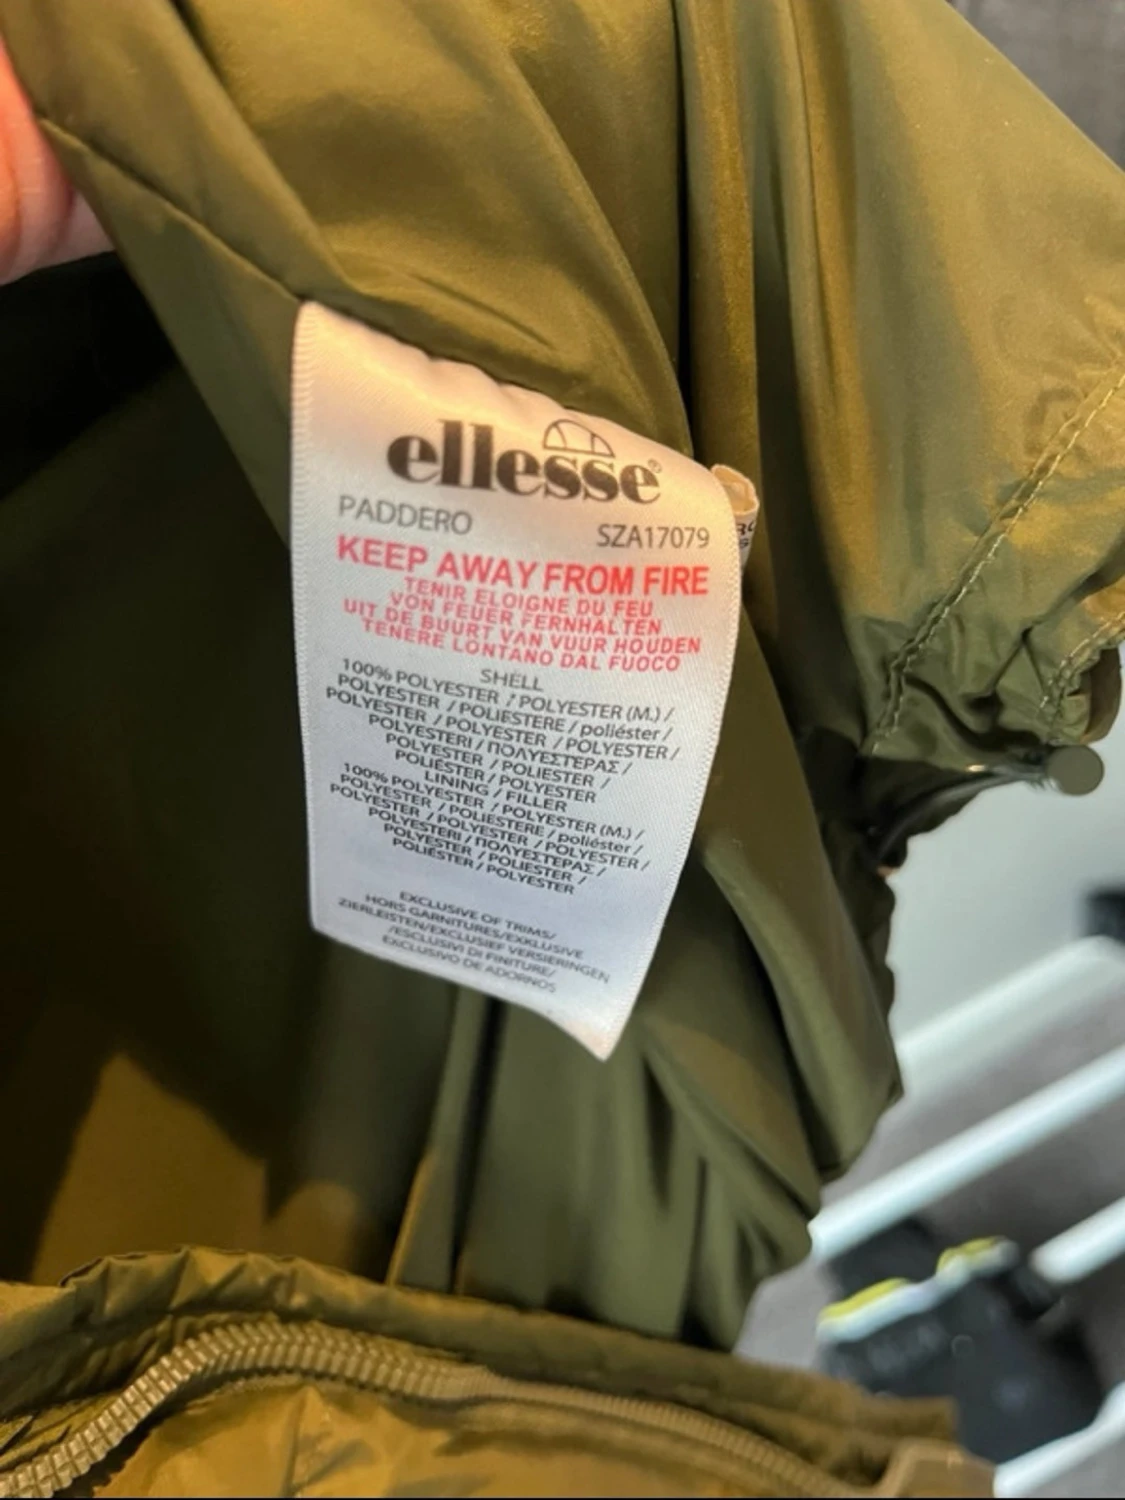 ellesse®
PADDERO SZA17079
KEEP AWAY FROM FIRE
TENIR ELOIGNE DU FEU
VON FEUER FERNHALTEN
UIT DE BUURT VAN VUUR HOUDEN
TENERE LONTANO DAL FUOCO
SHELL
100% POLYESTER / POLYESTER (M.) /
POLYESTER / POLIESTERE / poliéster /
POLYESTER / POLYESTER / POLYESTER /
POLYESTERI / ΠΟΛΥΕΣΤΕΡΑΣ /
POLYESTER / POLIESTER /
POLIÉSTER / POLYESTER
LINING / FILLER
100% POLYESTER / POLYESTER (M.) /
POLYESTER / POLIESTERE / poliéster /
POLYESTER / POLYESTER / POLYESTER /
POLYESTERI / ΠΟΛΥΕΣΤΕΡΑΣ /
POLYESTER / POLIESTER /
POLIÉSTER / POLYESTER
EXCLUSIVE OF TRIMS/
HORS GARNITURES/EXKLUSIVE
ZIERLEISTEN/EXCLUSIEF VERSIERINGEN
/ESCLUSIVI DI FINITURE/
EXCLUSIVO DE ADORNOS